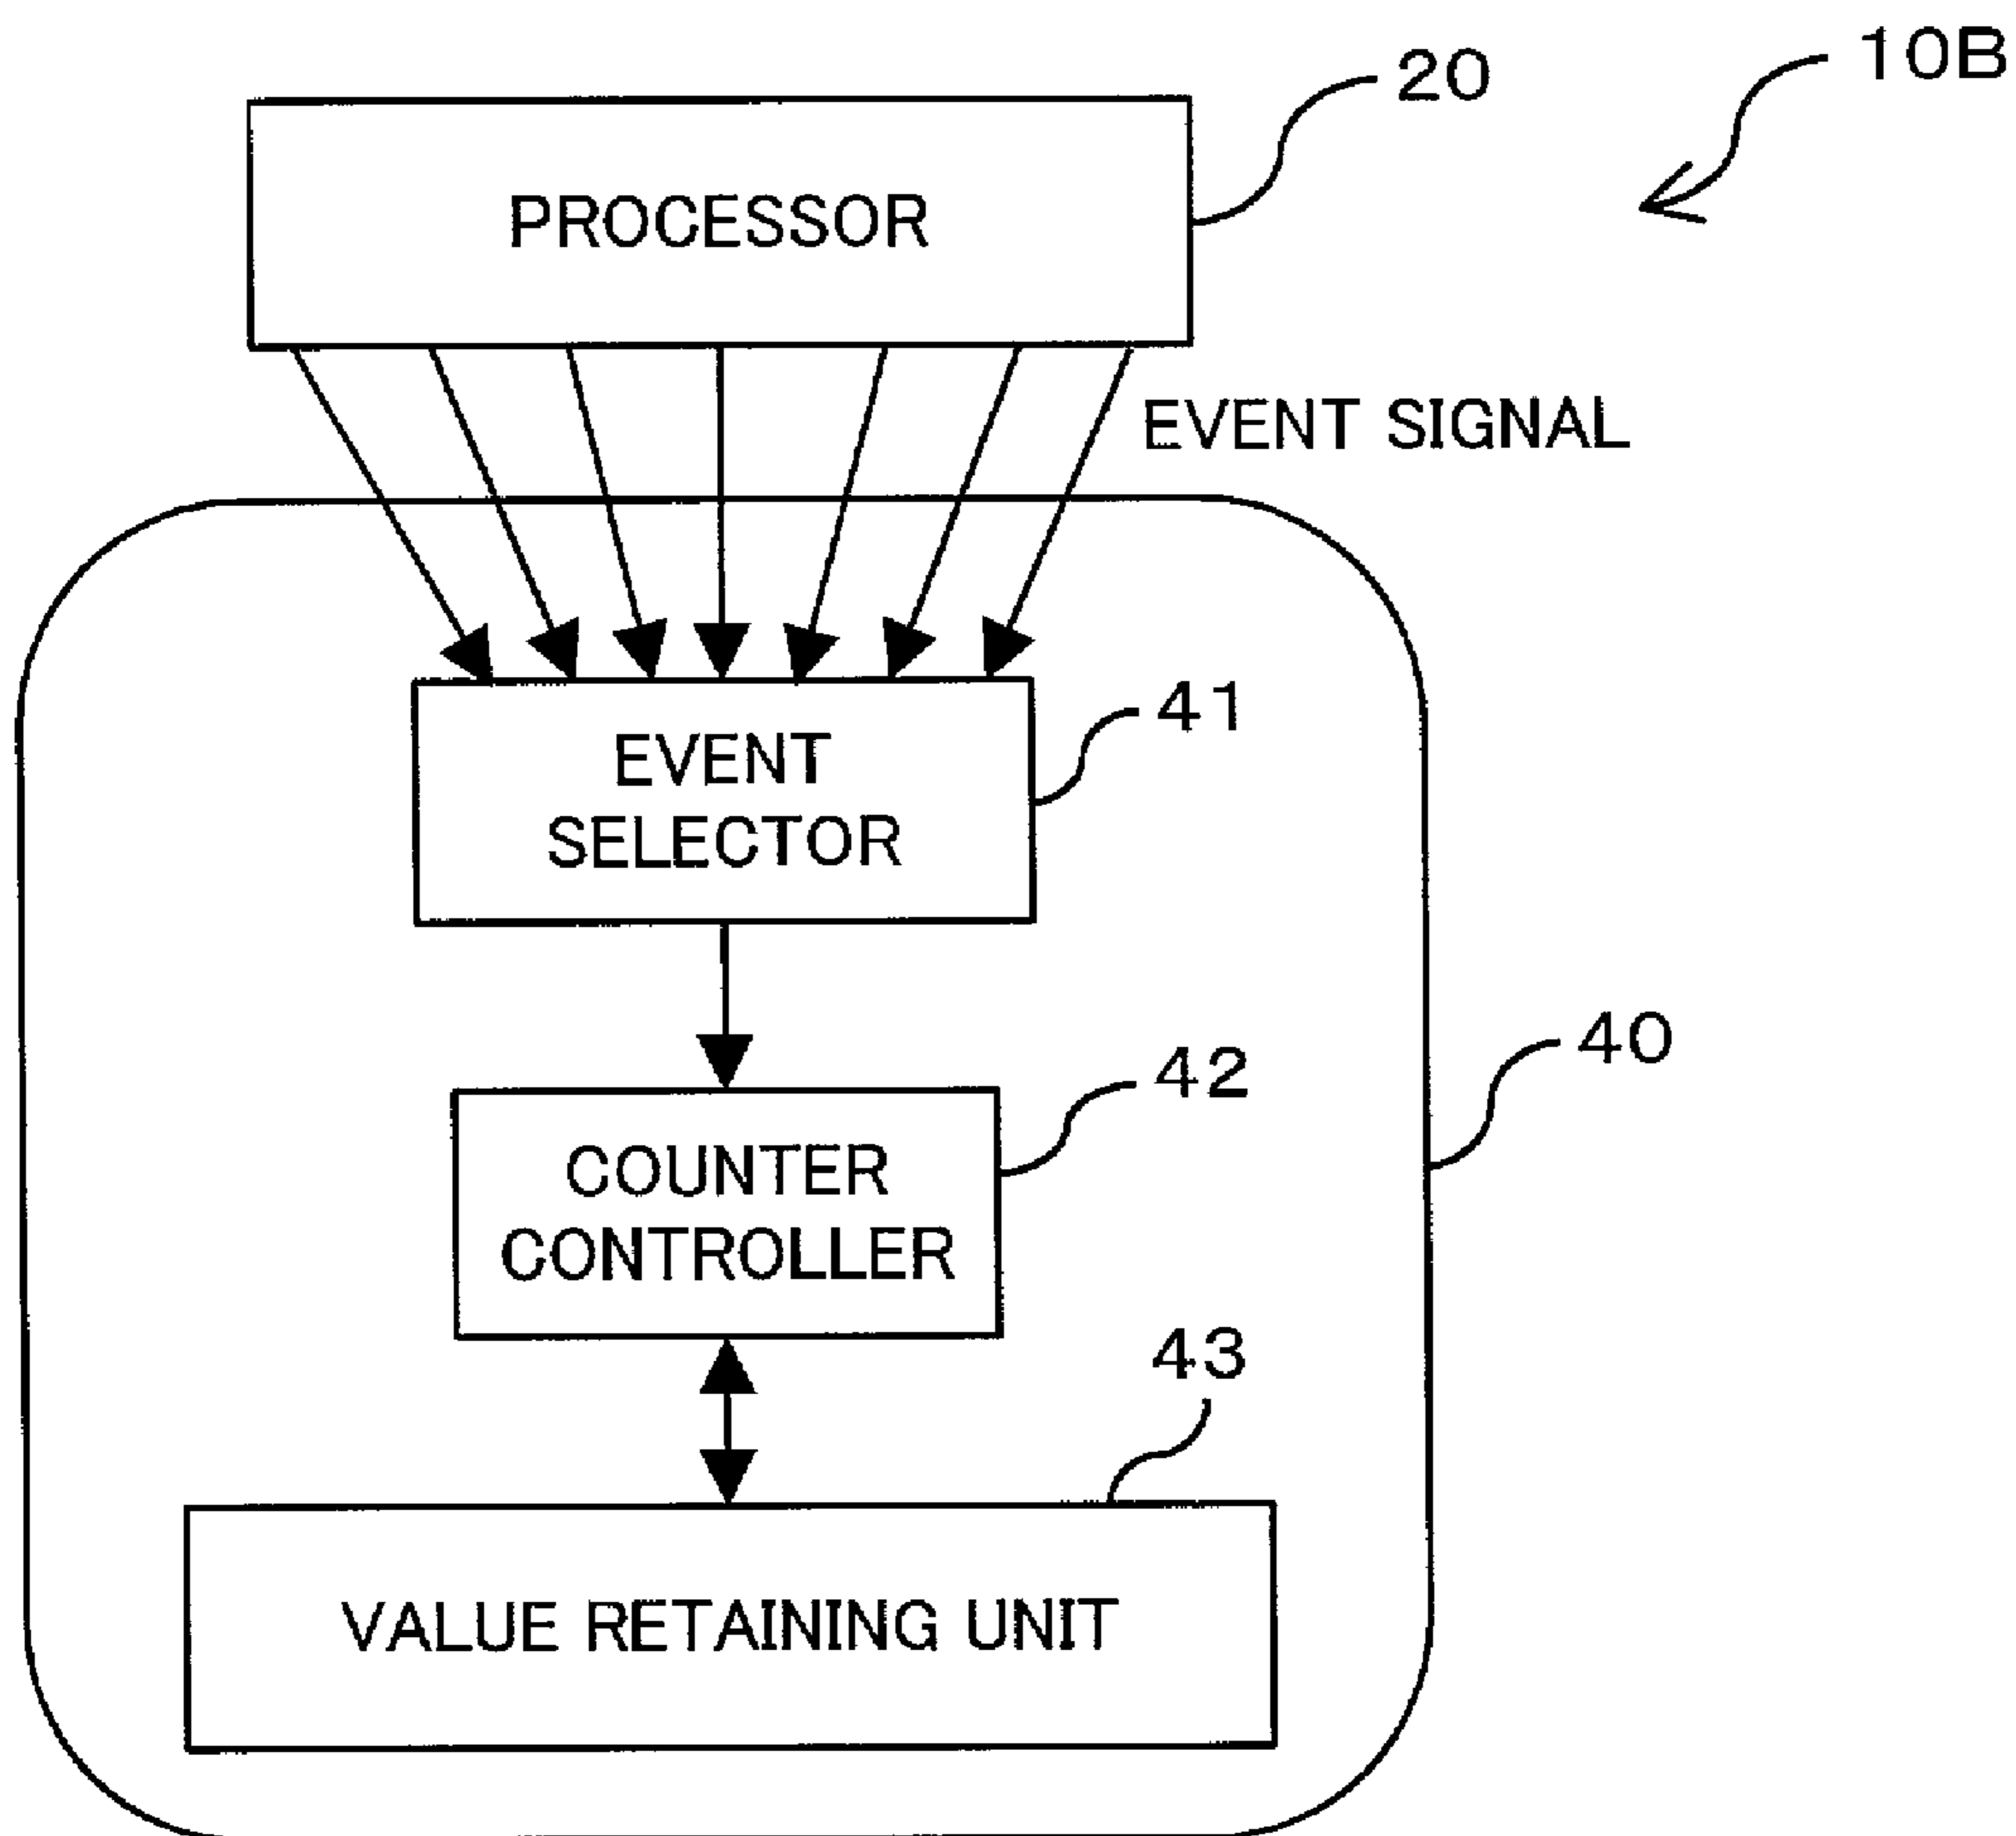 10B
20
PROCESSOR
EVENT SIGNAL
41
EVENT
SELECTOR
40
42
COUNTER
CONTROLLER
43
VALUE RETAINING UNIT